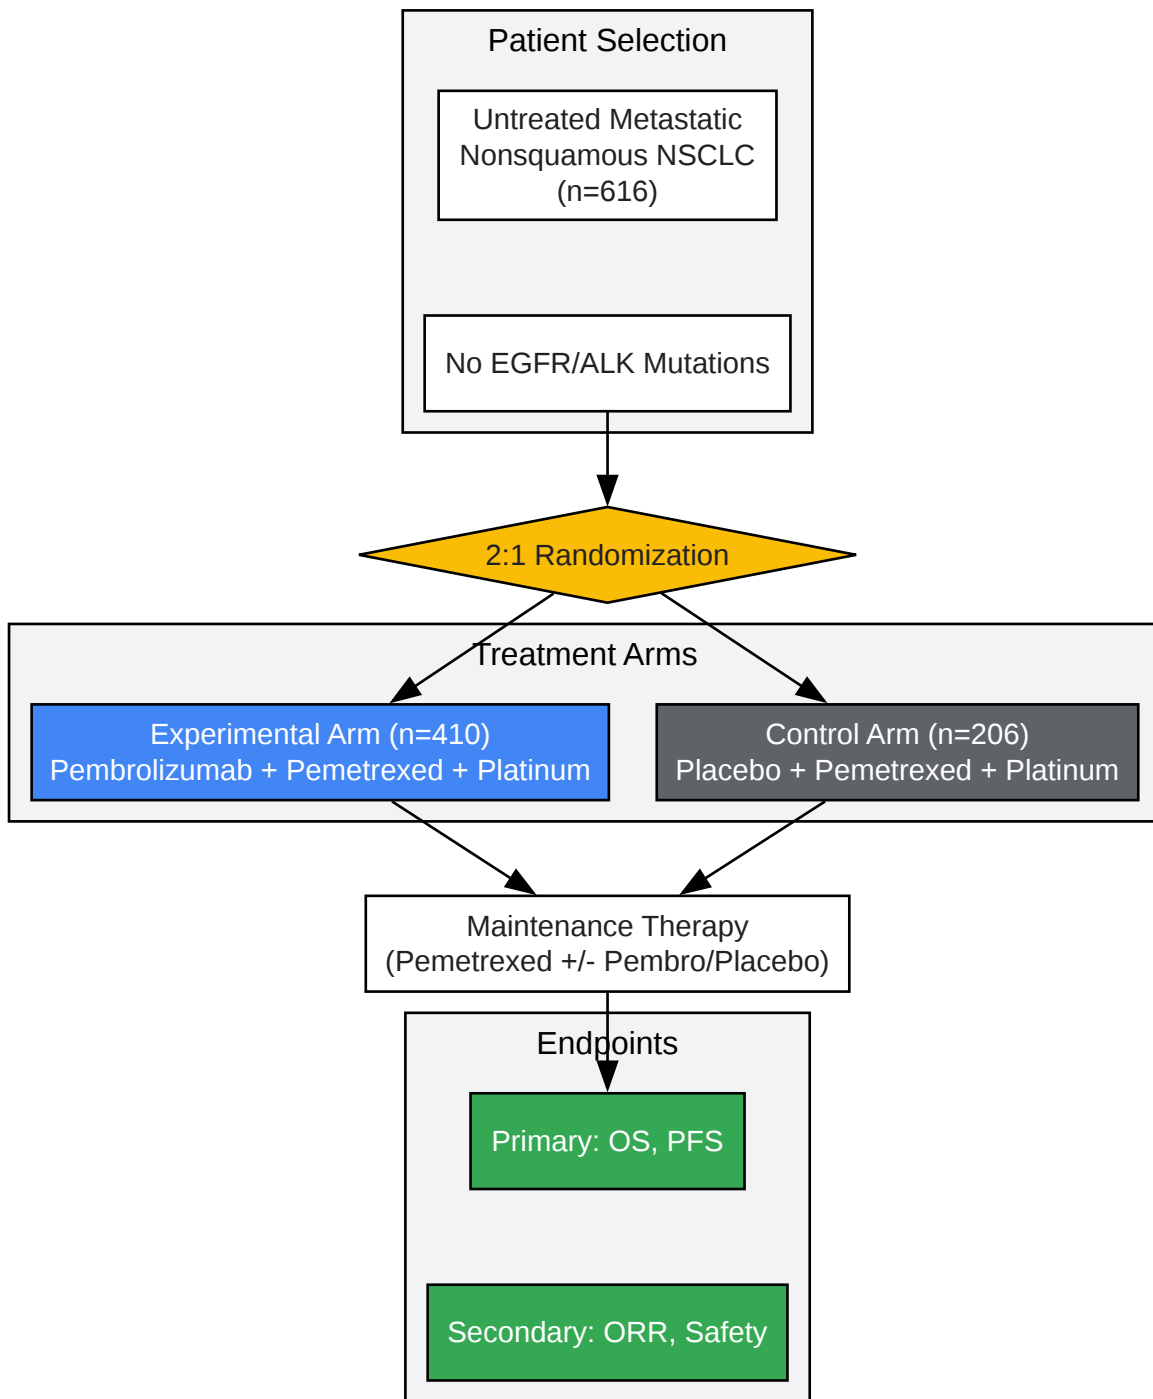 Patient Selection
Untreated Metastatic
Nonsquamous NSCLC
(n=616)
No EGFR/ALK Mutations
2:1 Randomization
Treatment Arms
Experimental Arm (n=410)
Pembrolizumab + Pemetrexed + Platinum
Control Arm (n=206)
Placebo + Pemetrexed + Platinum
Maintenance Therapy
(Pemetrexed +/- Pembro/Placebo)
Endpoints
Primary: OS, PFS
Secondary: ORR, Safety